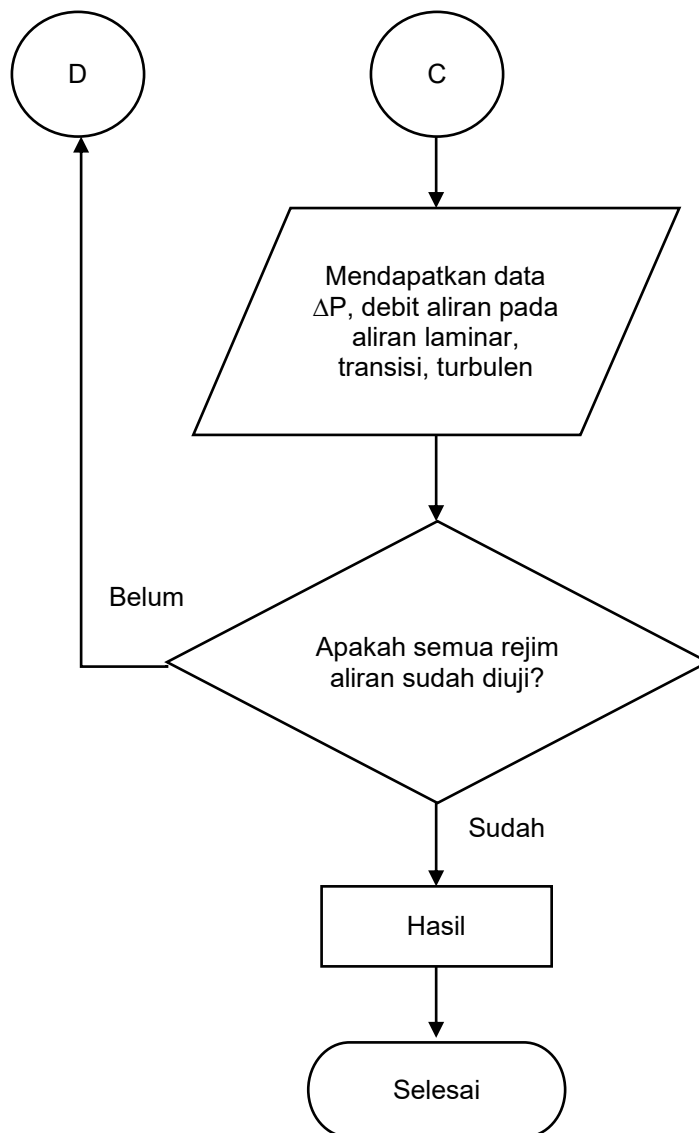 D
C
Mendapatkan data
ΔP, debit aliran pada
aliran laminar,
transisi, turbulen
Belum
Apakah semua rejim
aliran sudah diuji?
Sudah
Hasil
Selesai